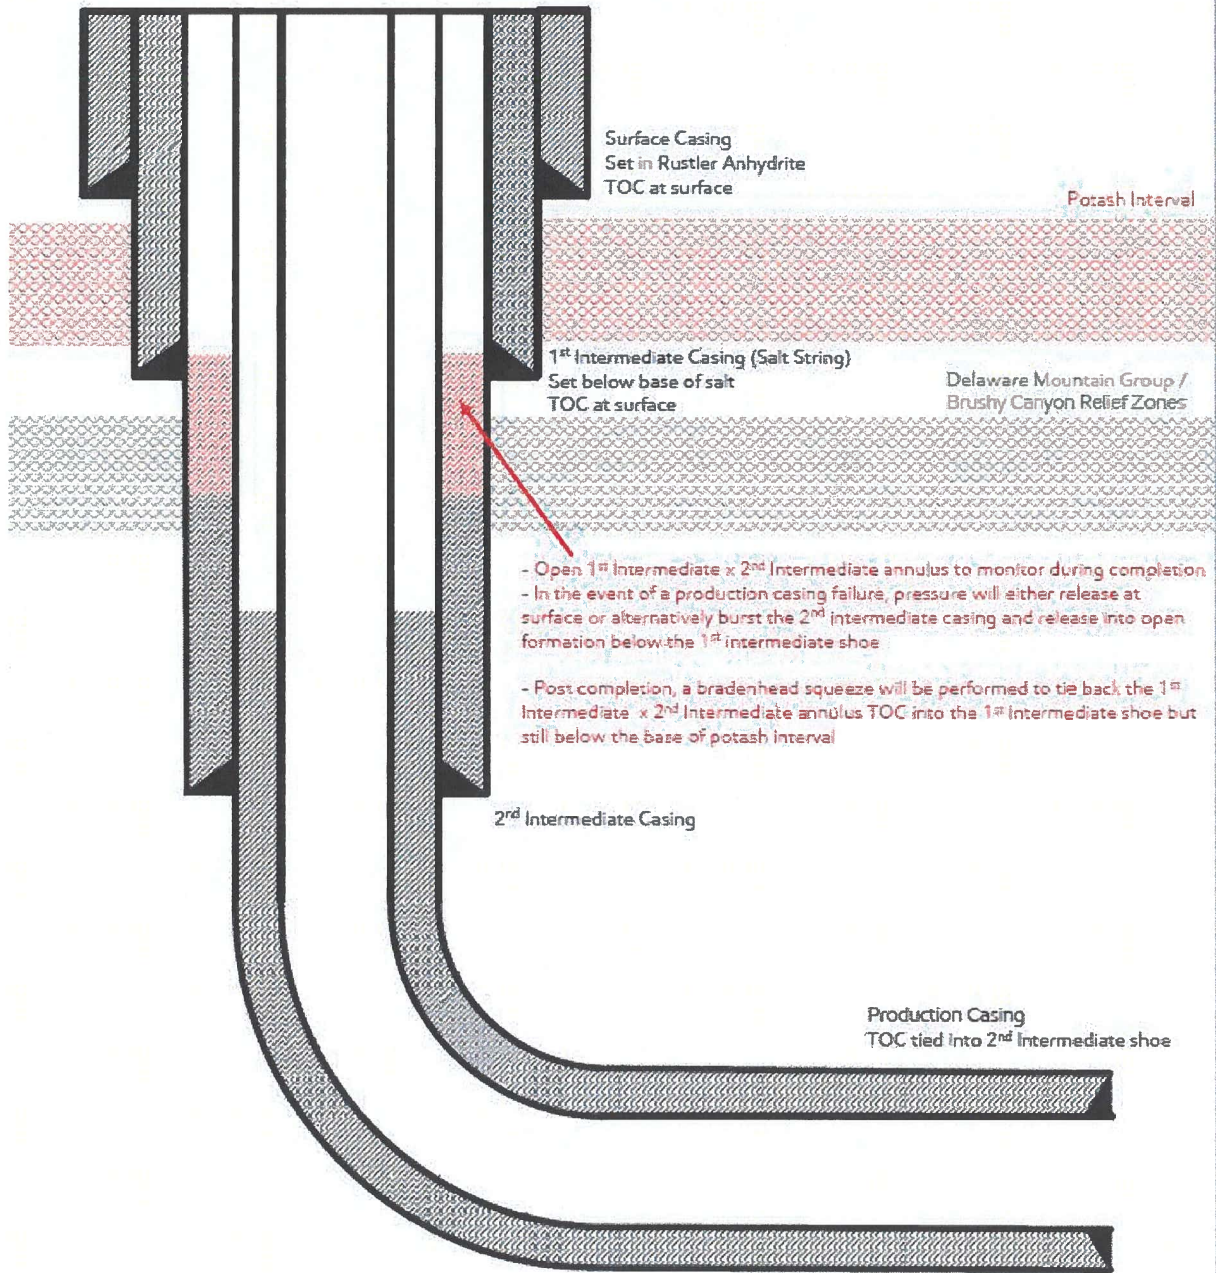 Surface Casing
Set in Rustler Anhydrite
TOC at surface
Potash Interval
1st Intermediate Casing (Salt String)
Set below base of salt
TOC at surface
Delaware Mountain Group /
Brushy Canyon Relief Zones
- Open 1st Intermediate x 2nd Intermediate annulus to monitor during completion
- In the event of a production casing failure, pressure will either release at
surface or alternatively burst the 2nd intermediate casing and release into open
formation below the 1st intermediate shoe
- Post completion, a bradenhead squeeze will be performed to tie back the 1st
Intermediate x 2nd Intermediate annulus TOC into the 1st Intermediate shoe but
still below the base of potash interval
2nd Intermediate Casing
Production Casing
TOC tied into 2nd Intermediate shoe